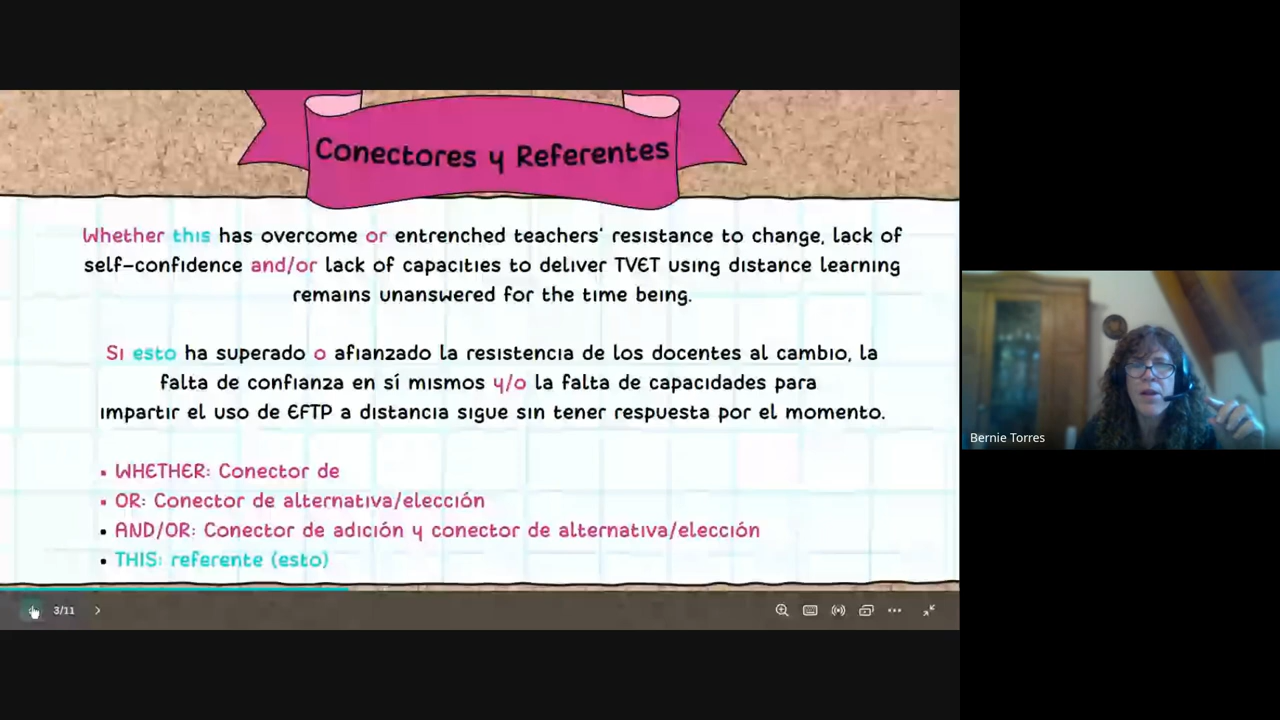 Conectores y Referentes
Whether this has overcome or entrenched teachers' resistance to change, lack of
self-confidence and/or lack of capacities to deliver TVET using distance learning
remains unanswered for the time being.
Si esto ha superado o afianzado la resistencia de los docentes al cambio, la
falta de confianza en sí mismos y/o la falta de capacidades para
impartir el uso de EFTP a distancia sigue sin tener respuesta por el momento.
▪ WHETHER: Conector de
▪ OR: Conector de alternativa/elección
• AND/OR: Conector de adición y conector de alternativa/elección
• THIS: referente (esto)
3/11
Bernie Torres